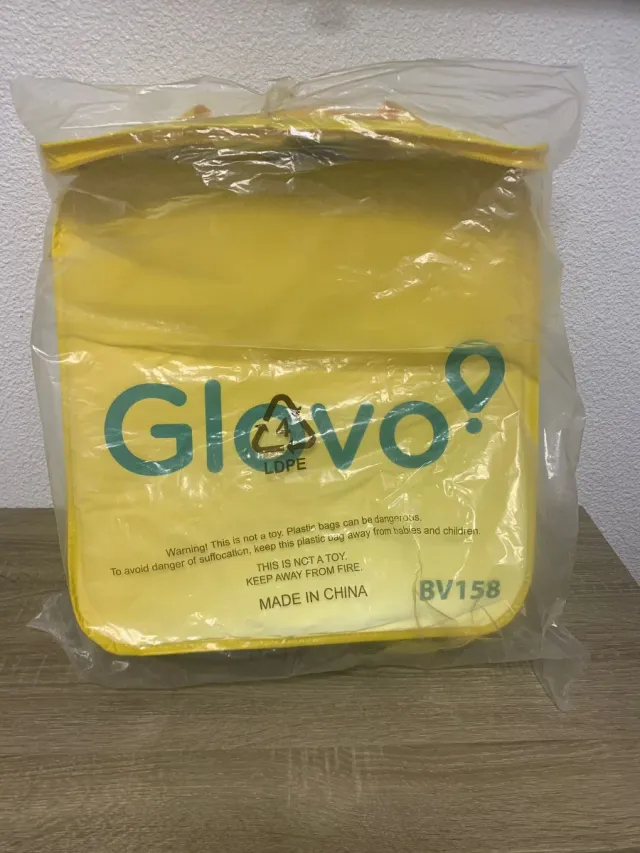 Glovo
4
LDPE
Warning! This is not a toy. Plastic bags can be dangerous.
To avoid danger of suffocation, keep this plastic bag away from babies and children.
THIS IS NOT A TOY.
KEEP AWAY FROM FIRE.
MADE IN CHINA
BV158